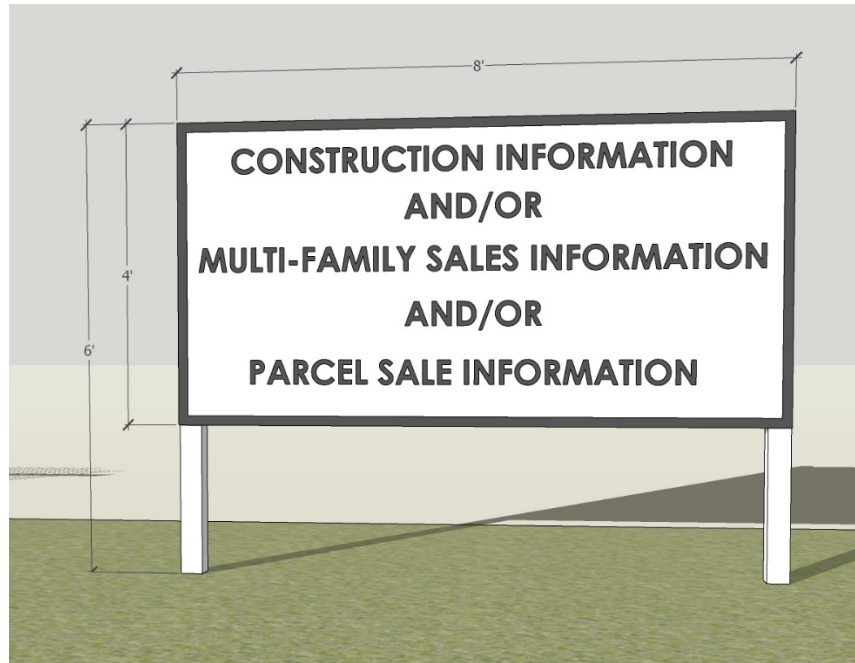 8'
CONSTRUCTION INFORMATION
AND/OR
MULTI-FAMILY SALES INFORMATION
4'
AND/OR
6'
PARCEL SALE INFORMATION